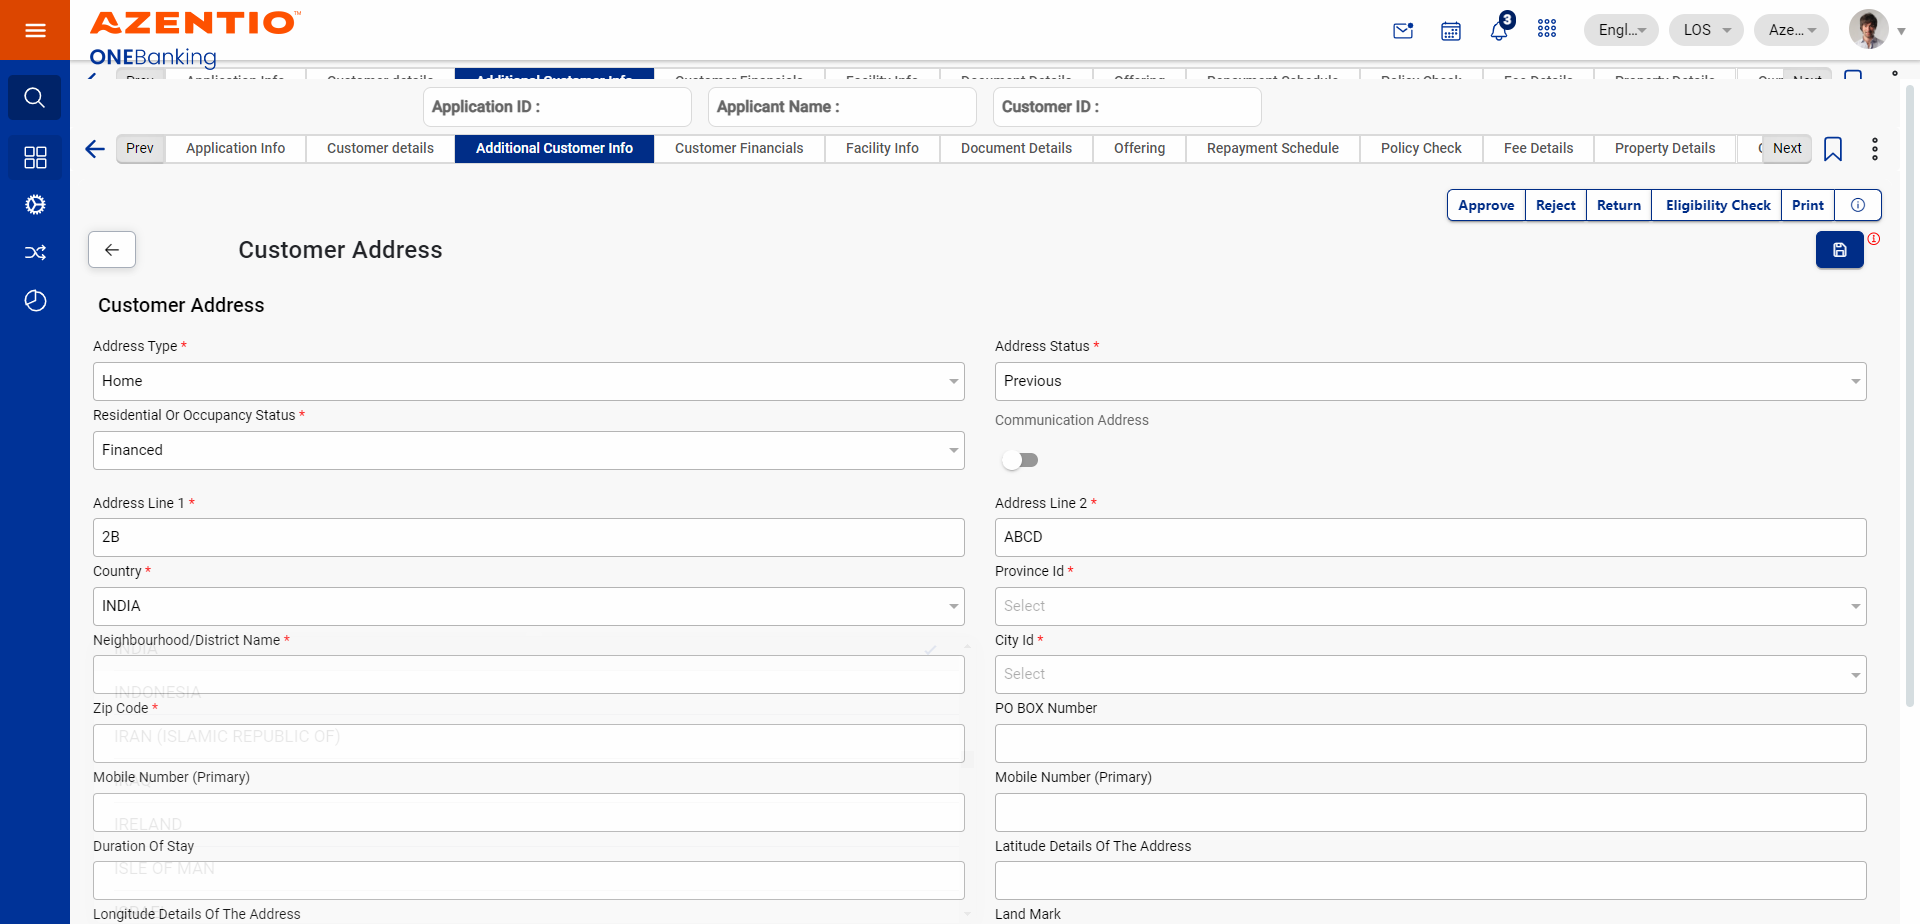 AZENTIO™
ONEBanking
3
Engl...
LOS
Aze...
Additional Customer Info
Application ID :
Applicant Name :
Customer ID :
Prev
Application Info
Customer details
Additional Customer Info
Customer Financials
Facility Info
Document Details
Offering
Repayment Schedule
Policy Check
Fee Details
Property Details
Next
Approve
Reject
Return
Eligibility Check
Print
Customer Address
Customer Address
Address Type *
Address Status *
Home
Previous
Residential Or Occupancy Status *
Communication Address
Financed
Address Line 1 *
Address Line 2 *
2B
ABCD
Country *
Province Id *
INDIA
Select
Neighbourhood/District Name *
City Id *
INDIA
Select
INDONESIA
Zip Code *
PO BOX Number
IRAN (ISLAMIC REPUBLIC OF)
Mobile Number (Primary)
Mobile Number (Primary)
IRELAND
Duration Of Stay
Latitude Details Of The Address
ISLE OF MAN
Longitude Details Of The Address
Land Mark